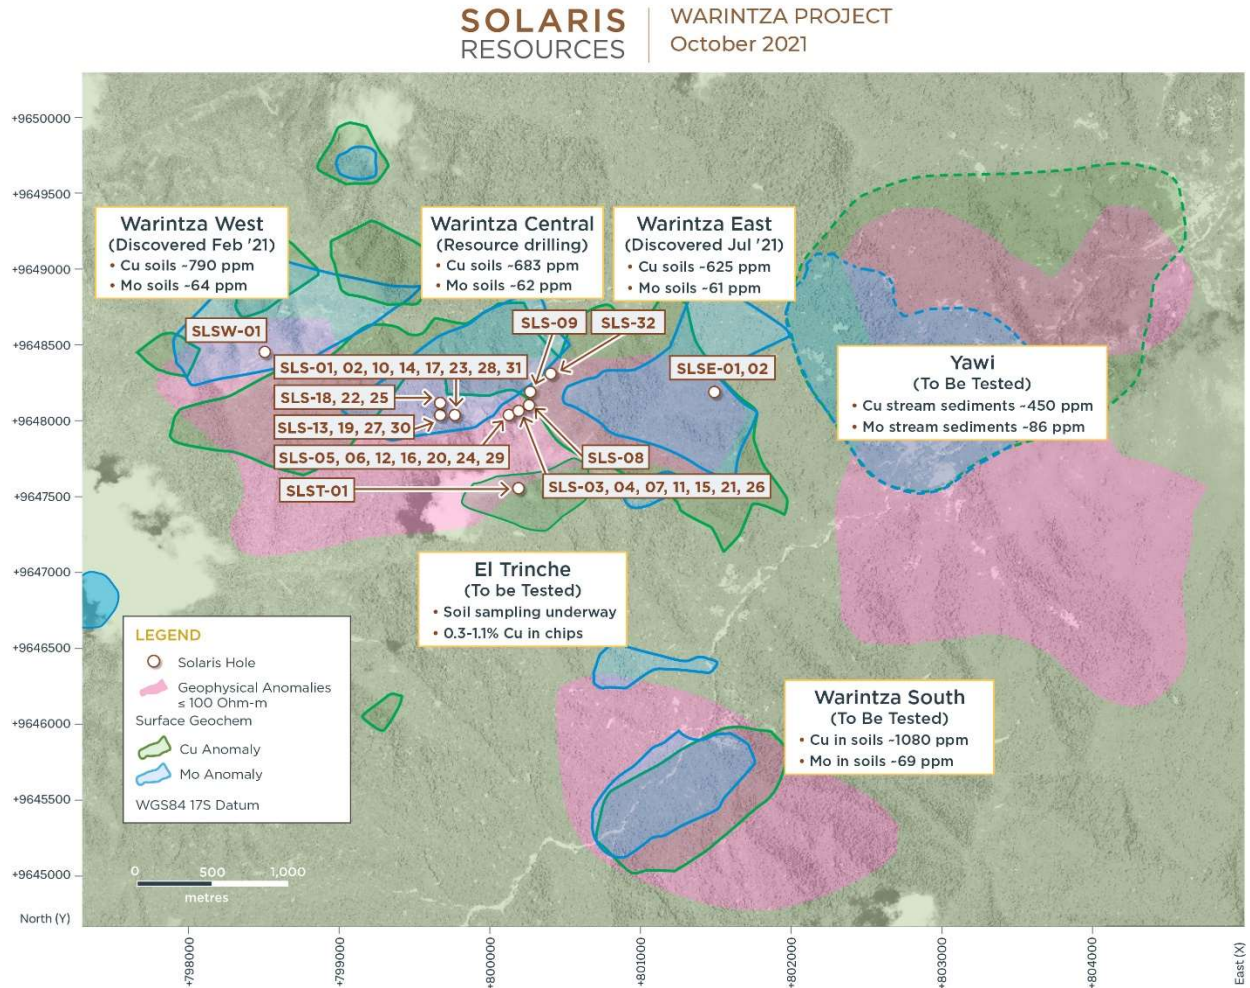 SOLARIS
RESOURCES
WARINTZA PROJECT
October 2021
+9650000
+9649500
+9649000
+9648500
+9648000
+9647500
+9647000
+9646500
+9646000
+9645500
+9645000
North (Y)
Warintza West
(Discovered Feb '21)
• Cu soils ~790 ppm
• Mo soils ~64 ppm
Warintza Central
(Resource drilling)
• Cu soils ~683 ppm
• Mo soils ~62 ppm
Warintza East
(Discovered Jul '21)
• Cu soils ~625 ppm
• Mo soils ~61 ppm
SLSW-01
SLS-09
SLS-32
SLS-01, 02, 10, 14, 17, 23, 28, 31
SLSE-01, 02
SLS-18, 22, 25
SLS-13, 19, 27, 30
SLS-05, 06, 12, 16, 20, 24, 29
SLS-08
SLST-01
SLS-03, 04, 07, 11, 15, 21, 26
Yawi
(To Be Tested)
• Cu stream sediments ~450 ppm
• Mo stream sediments ~86 ppm
El Trinche
(To be Tested)
• Soil sampling underway
• 0.3-1.1% Cu in chips
Warintza South
(To Be Tested)
• Cu in soils ~1080 ppm
• Mo in soils ~69 ppm
LEGEND
Solaris Hole
Geophysical Anomalies
≤ 100 Ohm-m
Surface Geochem
Cu Anomaly
Mo Anomaly
WGS84 17S Datum
0 500 1,000
metres
+798000
+799000
+800000
+801000
+802000
+803000
+804000
East (X)